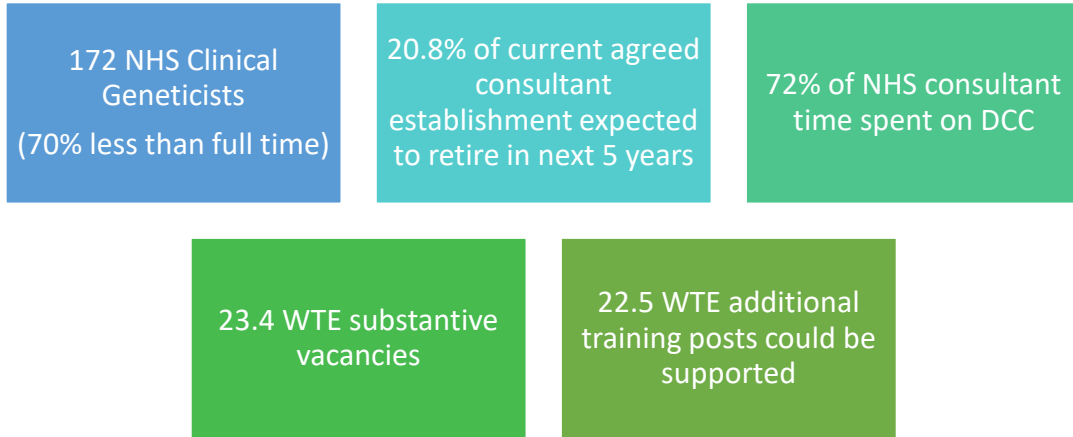 172 NHS Clinical
Geneticists
(70% less than full time)
20.8% of current agreed
consultant
establishment expected
to retire in next 5 years
72% of NHS consultant
time spent on DCC
23.4 WTE substantive
vacancies
22.5 WTE additional
training posts could be
supported